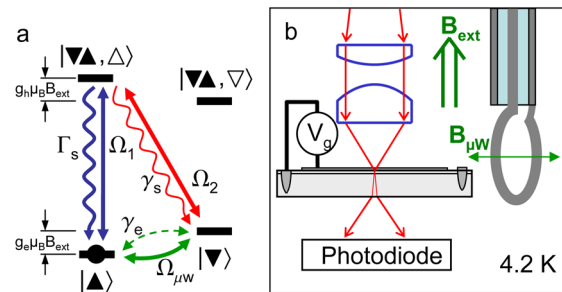 a
|▼▲, △⟩
|▼▲, ▽⟩
g_hμ_BB_ext
Γ_s
Ω_1
γ_s
Ω_2
g_eμ_BB_ext
γ_e
Ω_μW
|▲⟩
|▼⟩
b
B_ext
V_g
B_μW
Photodiode
4.2 K